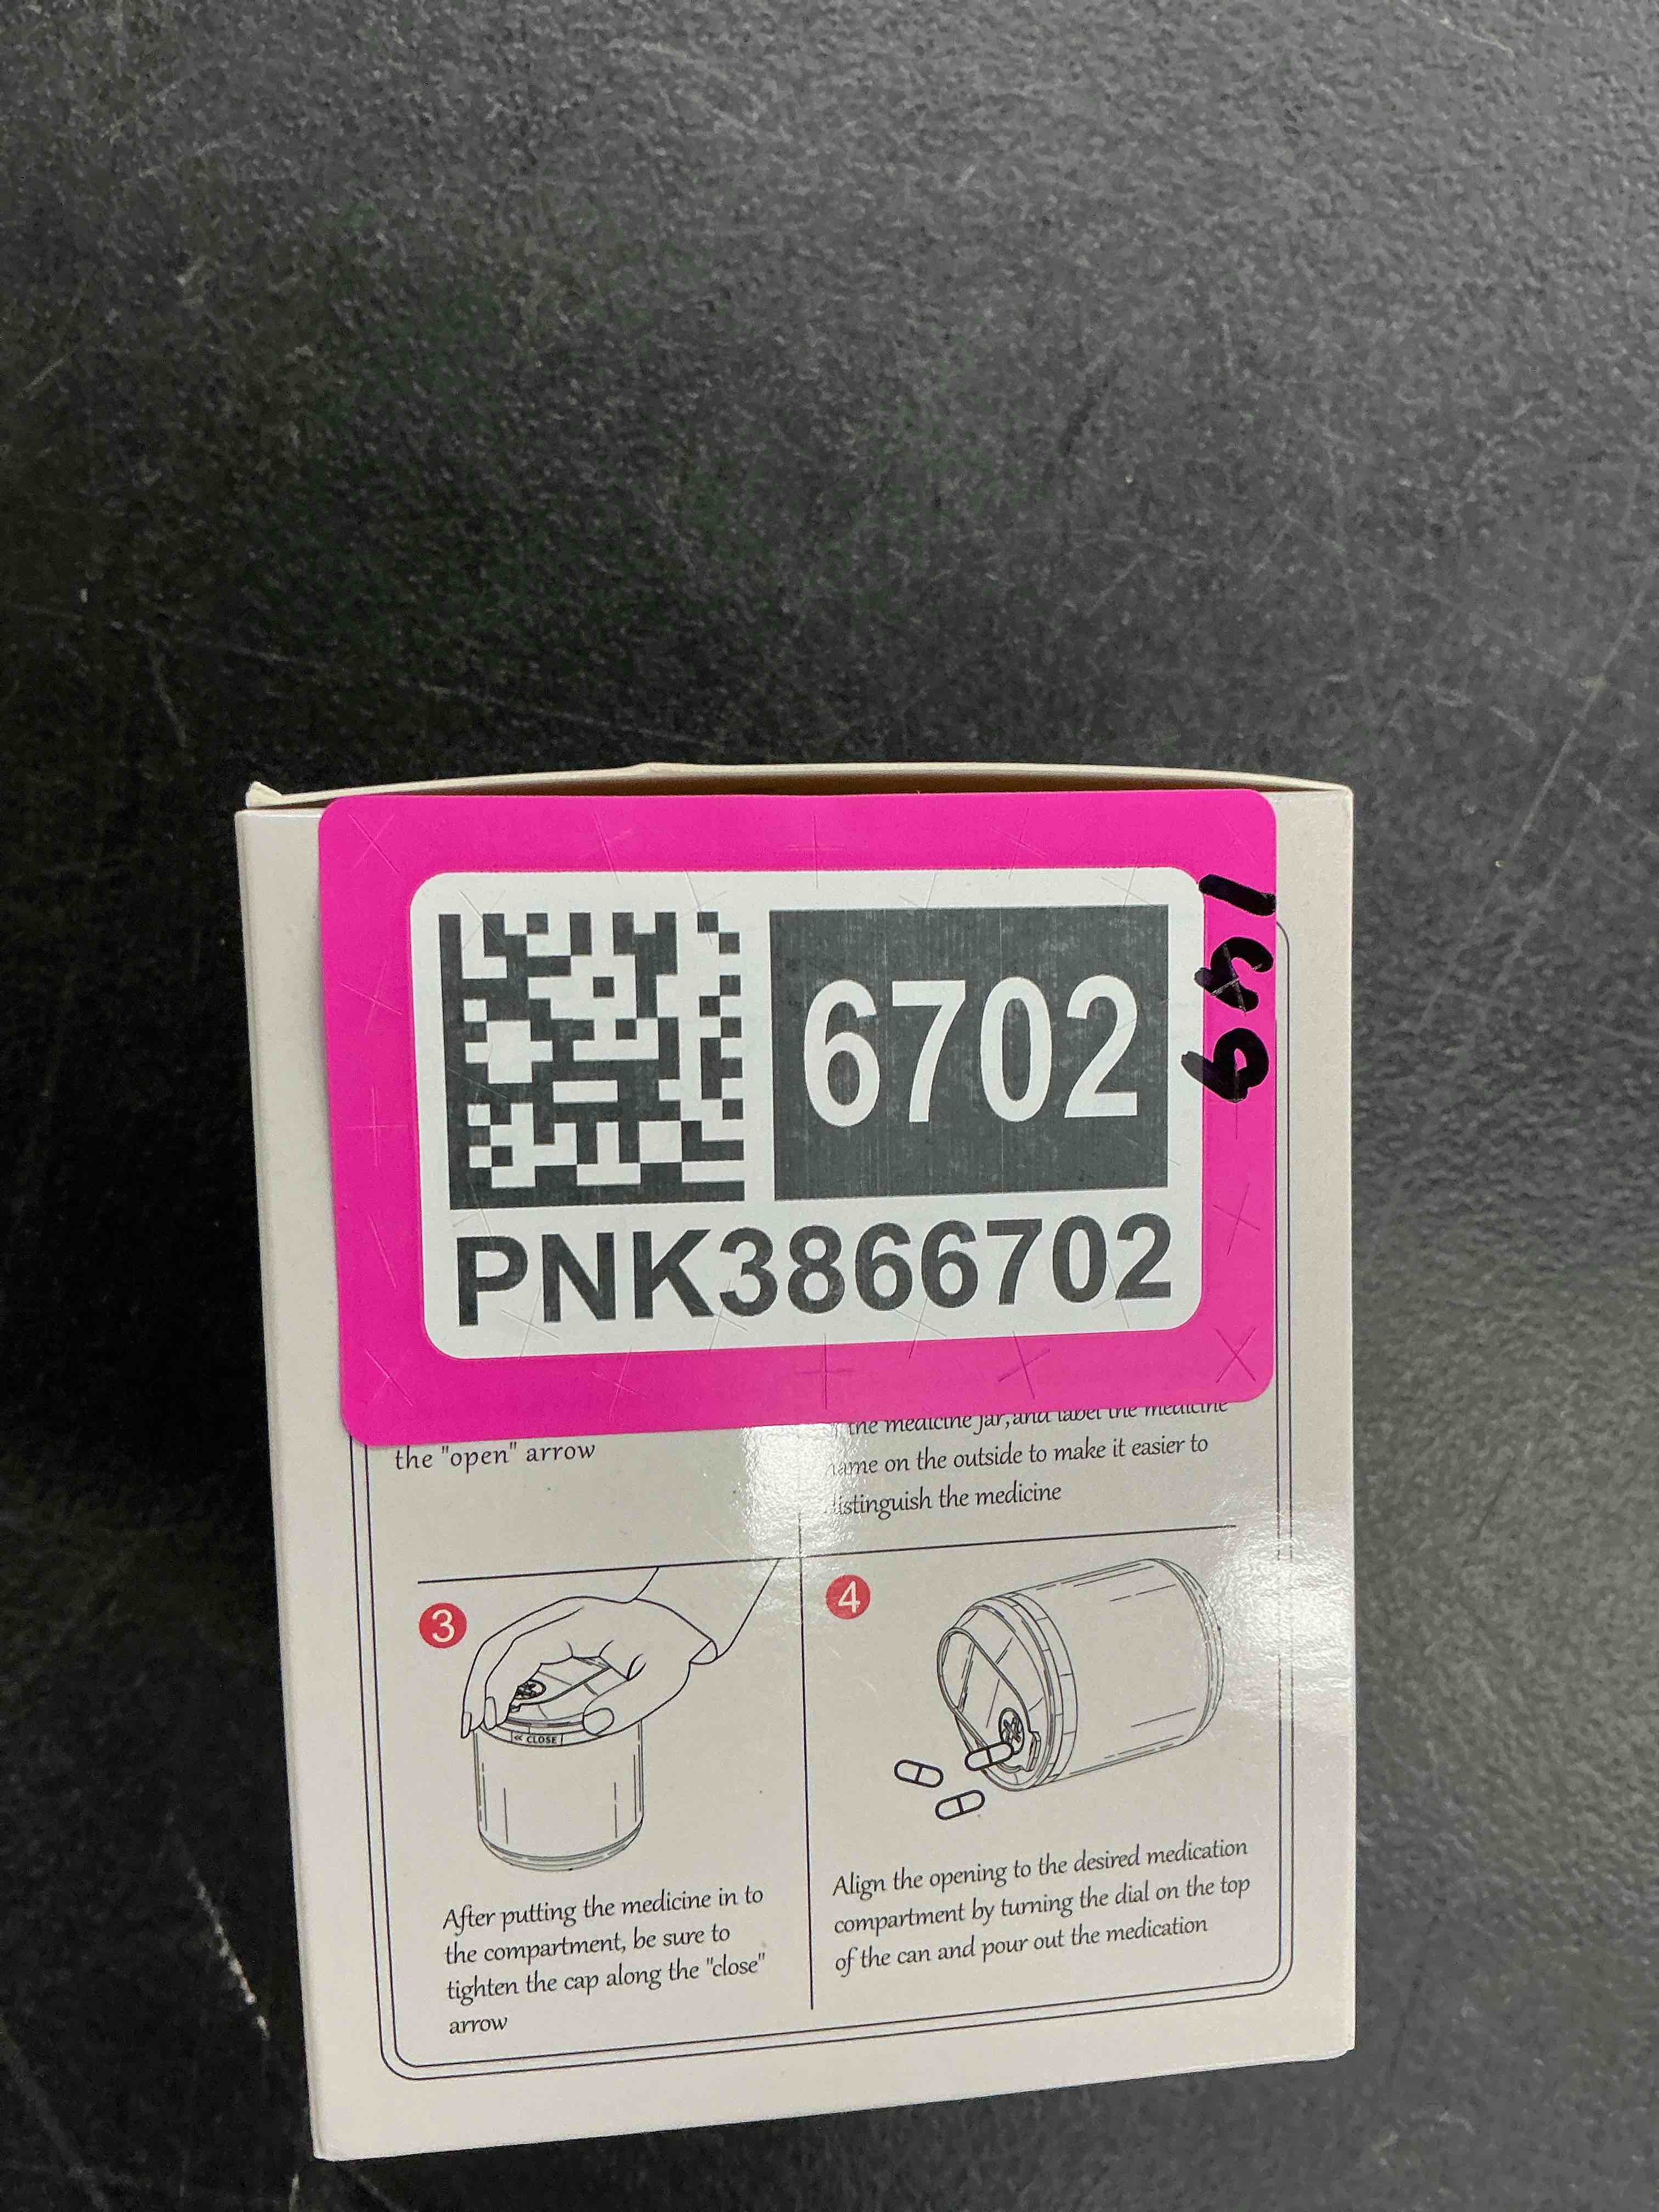 6702
PNK3866702
149
the "open" arrow
the medicine jar,and label the medicine
name on the outside to make it easier to
distinguish the medicine
3
« CLOSE
After putting the medicine in to
the compartment, be sure to
tighten the cap along the "close"
arrow
4
Align the opening to the desired medication
compartment by turning the dial on the top
of the can and pour out the medication